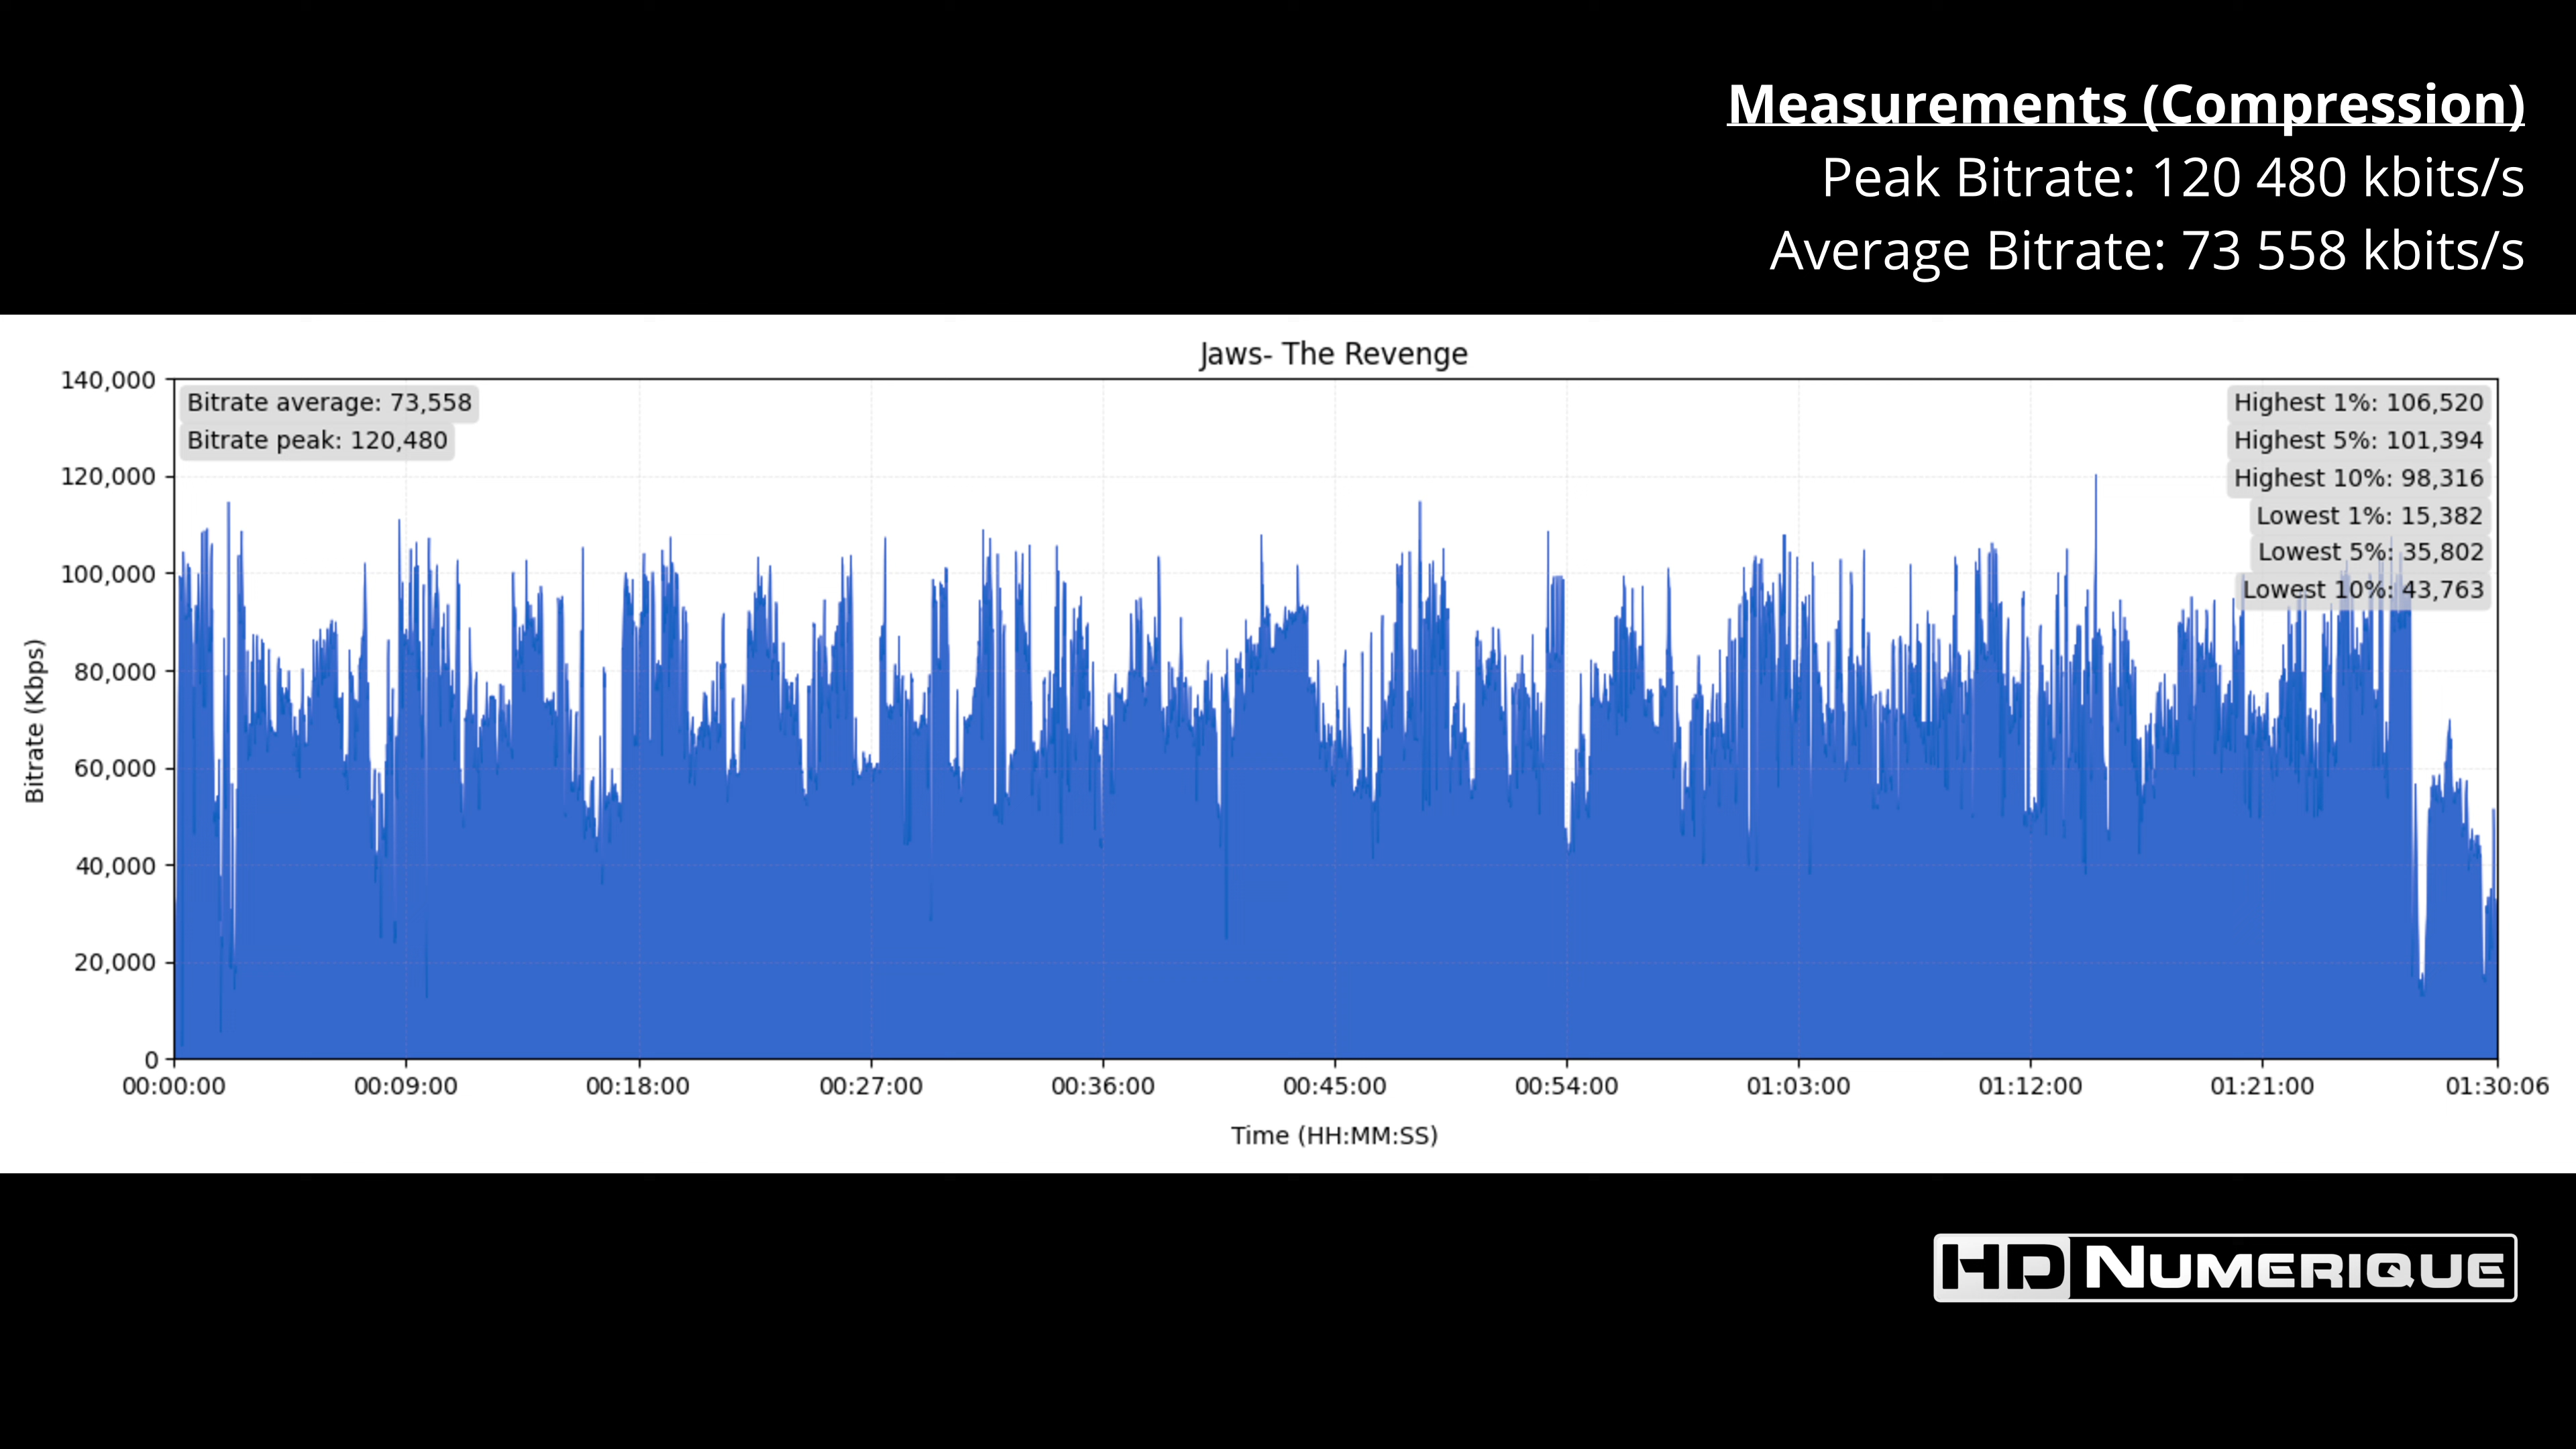 Measurements (Compression)
Peak Bitrate: 120 480 kbits/s
Average Bitrate: 73 558 kbits/s
Jaws- The Revenge
Bitrate average: 73,558
Bitrate peak: 120,480
Highest 1%: 106,520
Highest 5%: 101,394
Highest 10%: 98,316
Lowest 1%: 15,382
Lowest 5%: 35,802
Lowest 10%: 43,763
140,000
120,000
100,000
80,000
60,000
40,000
20,000
0
Bitrate (Kbps)
00:00:00 00:09:00 00:18:00 00:27:00 00:36:00 00:45:00 00:54:00 01:03:00 01:12:00 01:21:00 01:30:06
Time (HH:MM:SS)
HD NUMERIQUE